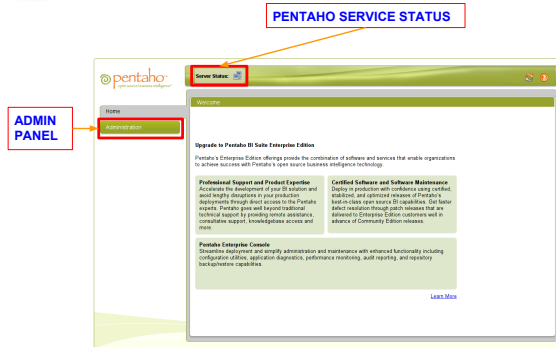 PENTAHO SERVICE STATUS
pentaho
open source business intelligence
Server Status:
Home
ADMIN
PANEL
Administration
Welcome
Upgrade to Pentaho BI Suite Enterprise Edition
Pentaho's Enterprise Edition offerings provide the combination of software and services that enable organizations
to achieve success with Pentaho's open source business intelligence technology.
Professional Support and Product Expertise
Accelerate the development of your BI solution and
avoid lengthy disruptions in your production
deployments through direct access to the Pentaho
experts. Pentaho goes well beyond traditional
technical support by providing remote assistance,
consultative support, knowledgebase access and
more.
Certified Software and Software Maintenance
Deploy in production with confidence using certified,
stabilized, and optimized releases of Pentaho's
best-in-class open source BI capabilities. Get faster
defect resolution through patch releases that are
delivered to Enterprise Edition customers well in
advance of Community Edition releases.
Pentaho Enterprise Console
Streamline deployment and simplify administration and maintenance with enhanced functionality including
configuration utilities, application diagnostics, performance monitoring, audit reporting, and repository
backup/restore capabilities.
Learn More